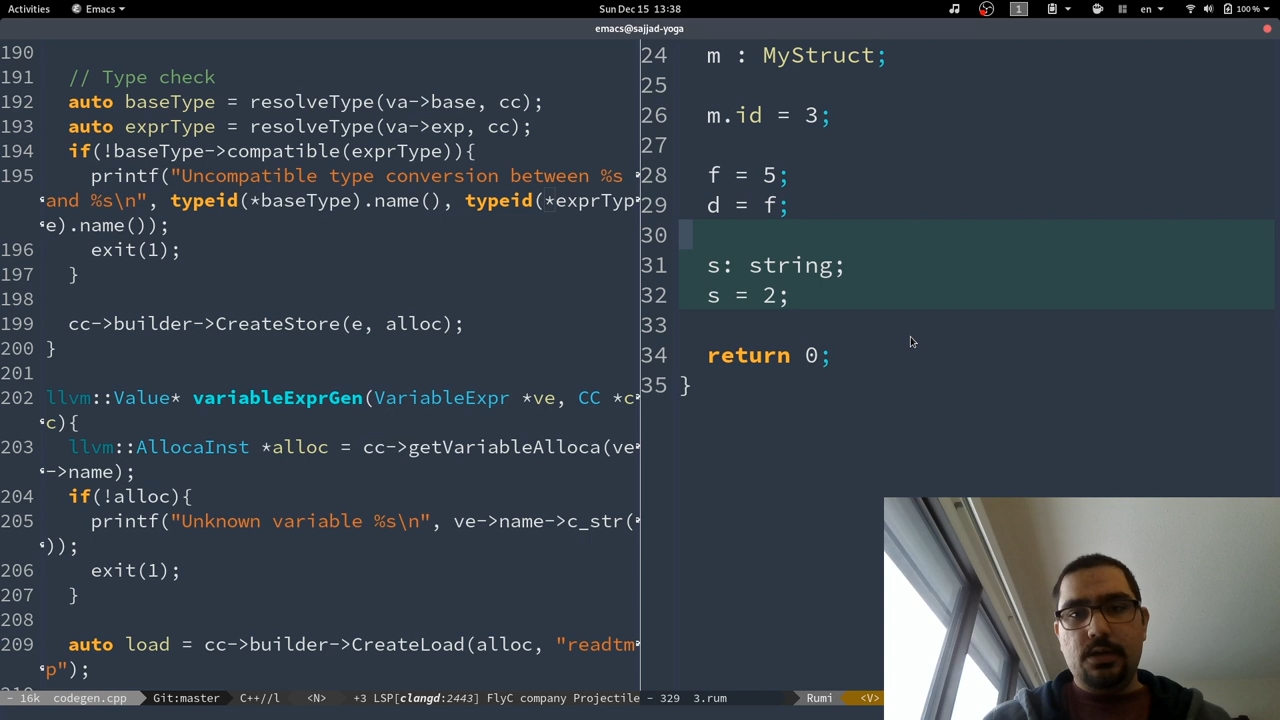 Activities Emacs Sun Dec 15 13:38 1 en 100 %
emacs@sajjad-yoga
190
191 // Type check
192 auto baseType = resolveType(va->base, cc);
193 auto exprType = resolveType(va->exp, cc);
194 if(!baseType->compatible(exprType)){
195 printf("Uncompatible type conversion between %s
and %s\n", typeid(*baseType).name(), typeid(*exprTyp
e).name());
196 exit(1);
197 }
198
199 cc->builder->CreateStore(e, alloc);
200 }
201
202 llvm::Value* variableExprGen(VariableExpr *ve, CC *c
c){
203 llvm::AllocaInst *alloc = cc->getVariableAlloca(ve
->name);
204 if(!alloc){
205 printf("Unknown variable %s\n", ve->name->c_str(
));
206 exit(1);
207 }
208
209 auto load = cc->builder->CreateLoad(alloc, "readtm
p");
24 m : MyStruct;
25
26 m.id = 3;
27
28 f = 5;
29 d = f;
30
31 s: string;
32 s = 2;
33
34 return 0;
35 }
- 16k codegen.cpp Git:master C++//l <N> +3 LSP[clangd:2443] FlyC company Projectile
- 329 3.rum Rumi <V>